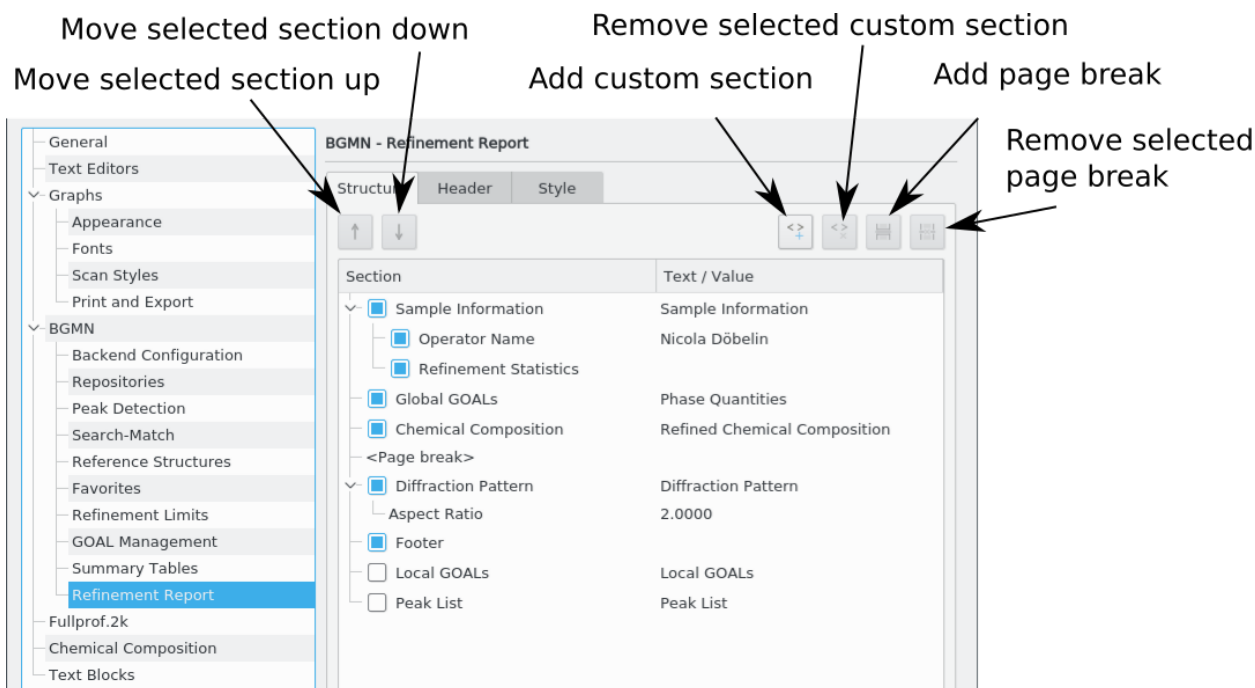 Move selected section down
Remove selected custom section
Move selected section up
Add custom section
Add page break
Remove selected
page break
General
Text Editors
Graphs
Appearance
Fonts
Scan Styles
Print and Export
BGMN
Backend Configuration
Repositories
Peak Detection
Search-Match
Reference Structures
Favorites
Refinement Limits
GOAL Management
Summary Tables
Refinement Report
Fullprof.2k
Chemical Composition
Text Blocks
BGMN - Refinement Report
Structure Header Style
Section Text / Value
Sample Information Sample Information
Operator Name Nicola Döbelin
Refinement Statistics
Global GOALs Phase Quantities
Chemical Composition Refined Chemical Composition
<Page break>
Diffraction Pattern Diffraction Pattern
Aspect Ratio 2.0000
Footer
Local GOALs Local GOALs
Peak List Peak List